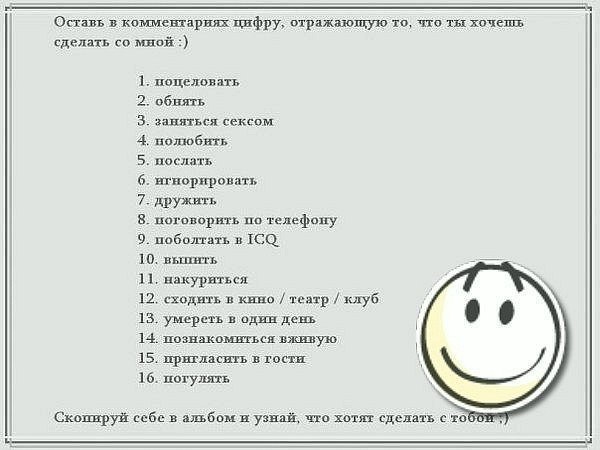 Оставь в комментариях цифру, отражающую то, что ты хочешь
сделать со мной :)
1. поцеловать
2. обнять
3. заняться сексом
4. полюбить
5. послать
6. игнорировать
7. дружить
8. поговорить по телефону
9. поболтать в ICQ
10. выпить
11. накуриться
12. сходить в кино / театр / клуб
13. умереть в один день
14. познакомиться вживую
15. пригласить в гости
16. погулять
Скопируй себе в альбом и узнай, что хотят сделать с тобой ;)